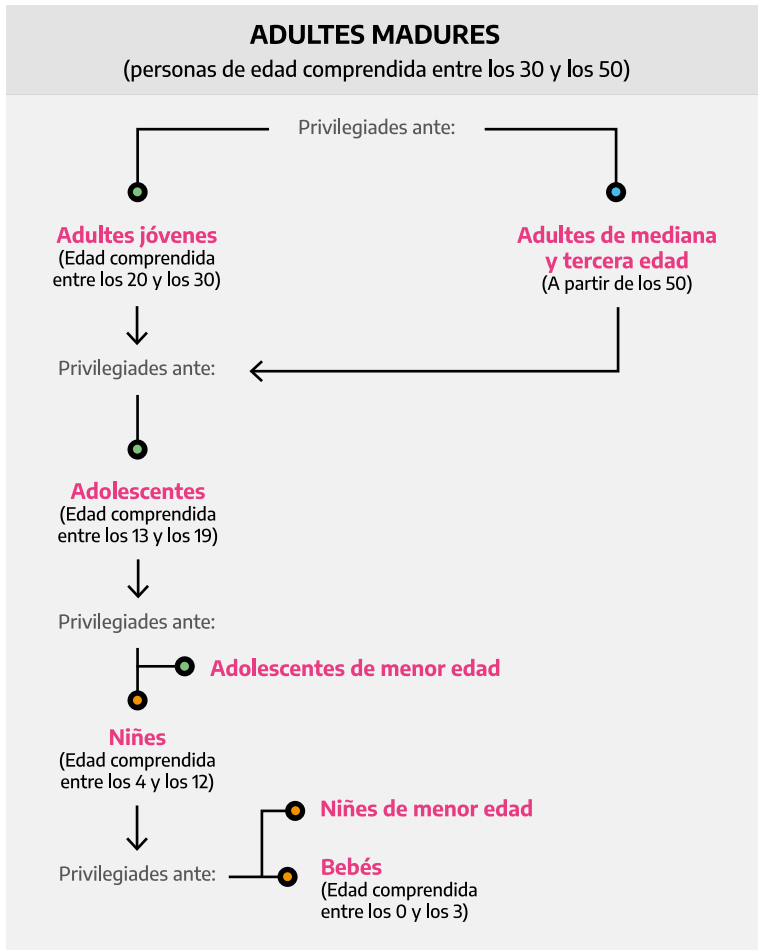 ADULTES MADURES
(personas de edad comprendida entre los 30 y los 50)
Privilegiades ante:
Adultes jóvenes
(Edad comprendida
entre los 20 y los 30)
Adultes de mediana
y tercera edad
(A partir de los 50)
Privilegiades ante:
Adolescentes
(Edad comprendida
entre los 13 y los 19)
Privilegiades ante:
Adolescentes de menor edad
Niñes
(Edad comprendida
entre los 4 y los 12)
Privilegiades ante:
Niñes de menor edad
Bebés
(Edad comprendida
entre los 0 y los 3)